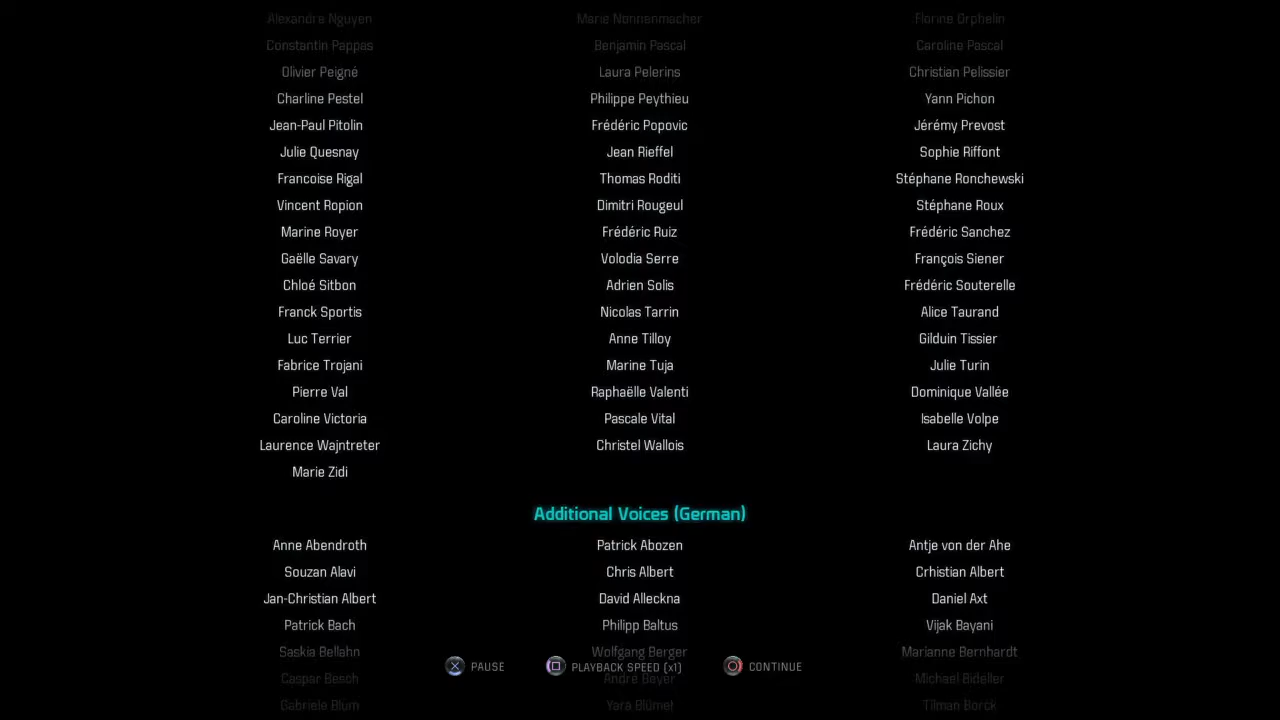 Alexandre Nguyen Marie Nonnenmacher Florine Orphelin
Constantin Pappas Benjamin Pascal Caroline Pascal
Olivier Peigné Laura Pelerins Christian Pelissier
Charline Pestel Philippe Peythieu Yann Pichon
Jean-Paul Pitolin Frédéric Popovic Jérémy Prevost
Julie Quesnay Jean Rieffel Sophie Riffont
Francoise Rigal Thomas Roditi Stéphane Ronchewski
Vincent Ropion Dimitri Rougeul Stéphane Roux
Marine Royer Frédéric Ruiz Frédéric Sanchez
Gaëlle Savary Volodia Serre François Siener
Chloé Sitbon Adrien Solis Frédéric Souterelle
Franck Sportis Nicolas Tarrin Alice Taurand
Luc Terrier Anne Tilloy Gilduin Tissier
Fabrice Trojani Marine Tuja Julie Turin
Pierre Val Raphaëlle Valenti Dominique Vallée
Caroline Victoria Pascale Vital Isabelle Volpe
Laurence Wajntreter Christel Wallois Laura Zichy
Marie Zidi
Additional Voices (German)
Anne Abendroth Patrick Abozen Antje von der Ahe
Souzan Alavi Chris Albert Crhistian Albert
Jan-Christian Albert David Alleckna Daniel Axt
Patrick Bach Philipp Baltus Vijak Bayani
Saskia Bellahn Wolfgang Berger Marianne Bernhardt
PAUSE PLAYBACK SPEED (x1) CONTINUE
Caspar Besch André Beyer Michael Bideller
Gabriele Blum Yara Blümel Tilman Borck